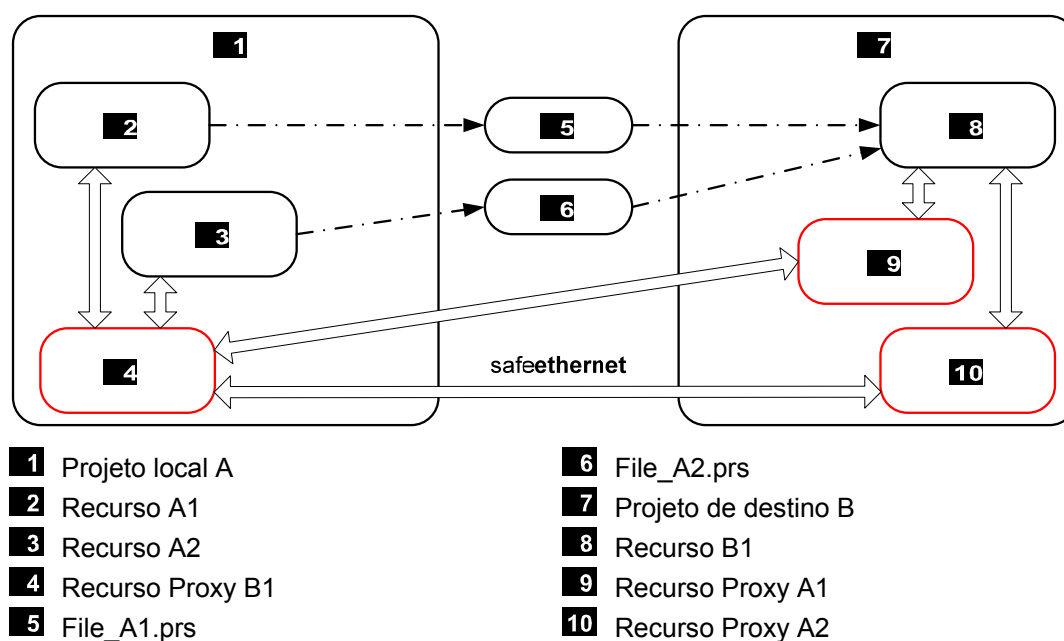 1
7
2
5
8
3
6
9
4
safeethernet
10
1 Projeto local A
2 Recurso A1
3 Recurso A2
4 Recurso Proxy B1
5 File_A1.prs
6 File_A2.prs
7 Projeto de destino B
8 Recurso B1
9 Recurso Proxy A1
10 Recurso Proxy A2